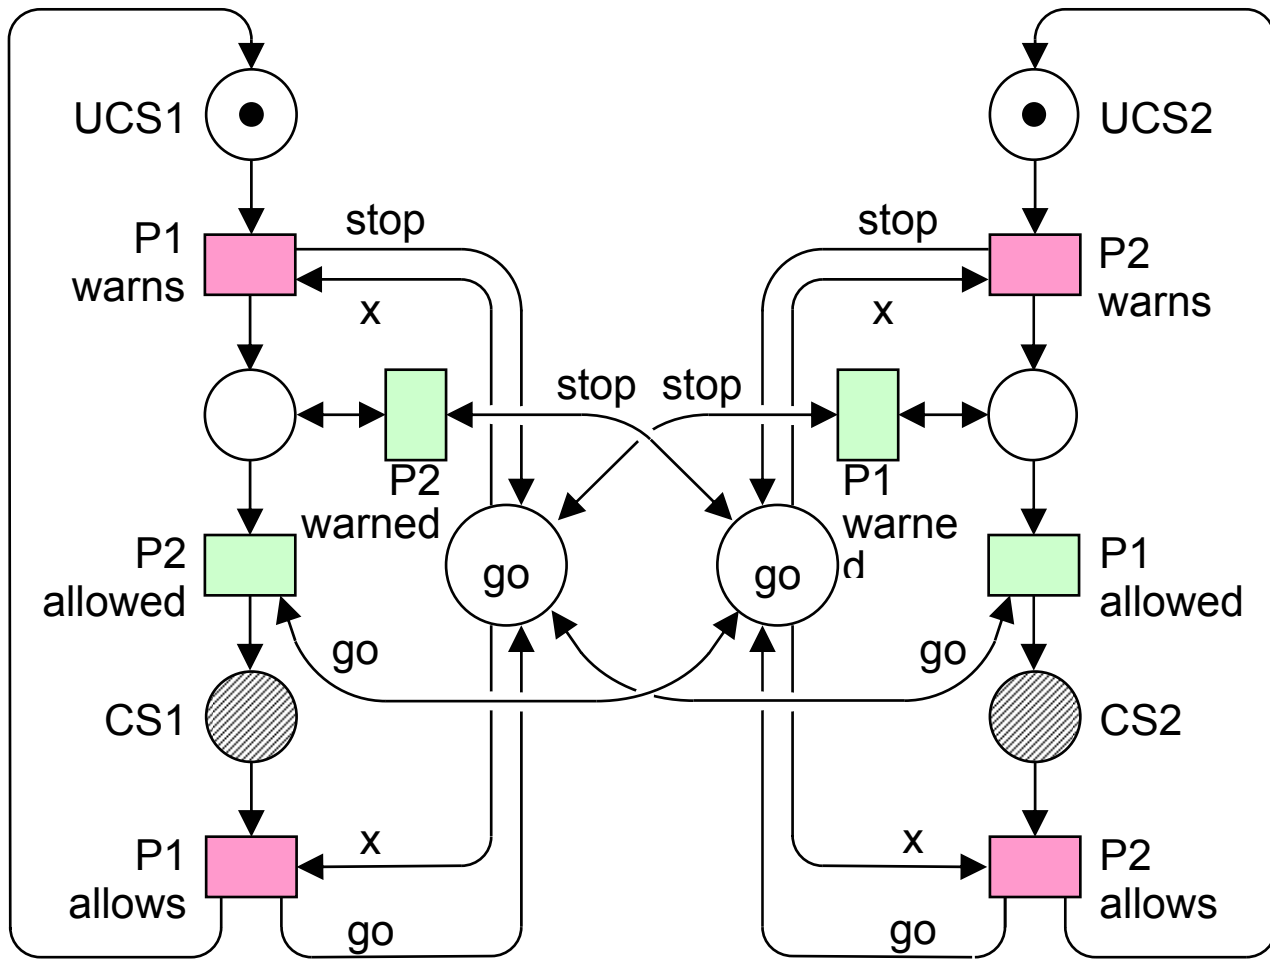 UCS1
UCS2
stop
stop
P1
warns
P2
warns
x
x
stop
stop
P2
warned
P1
warne
d
go
go
P2
allowed
P1
allowed
go
go
CS1
CS2
x
x
P1
allows
P2
allows
go
go